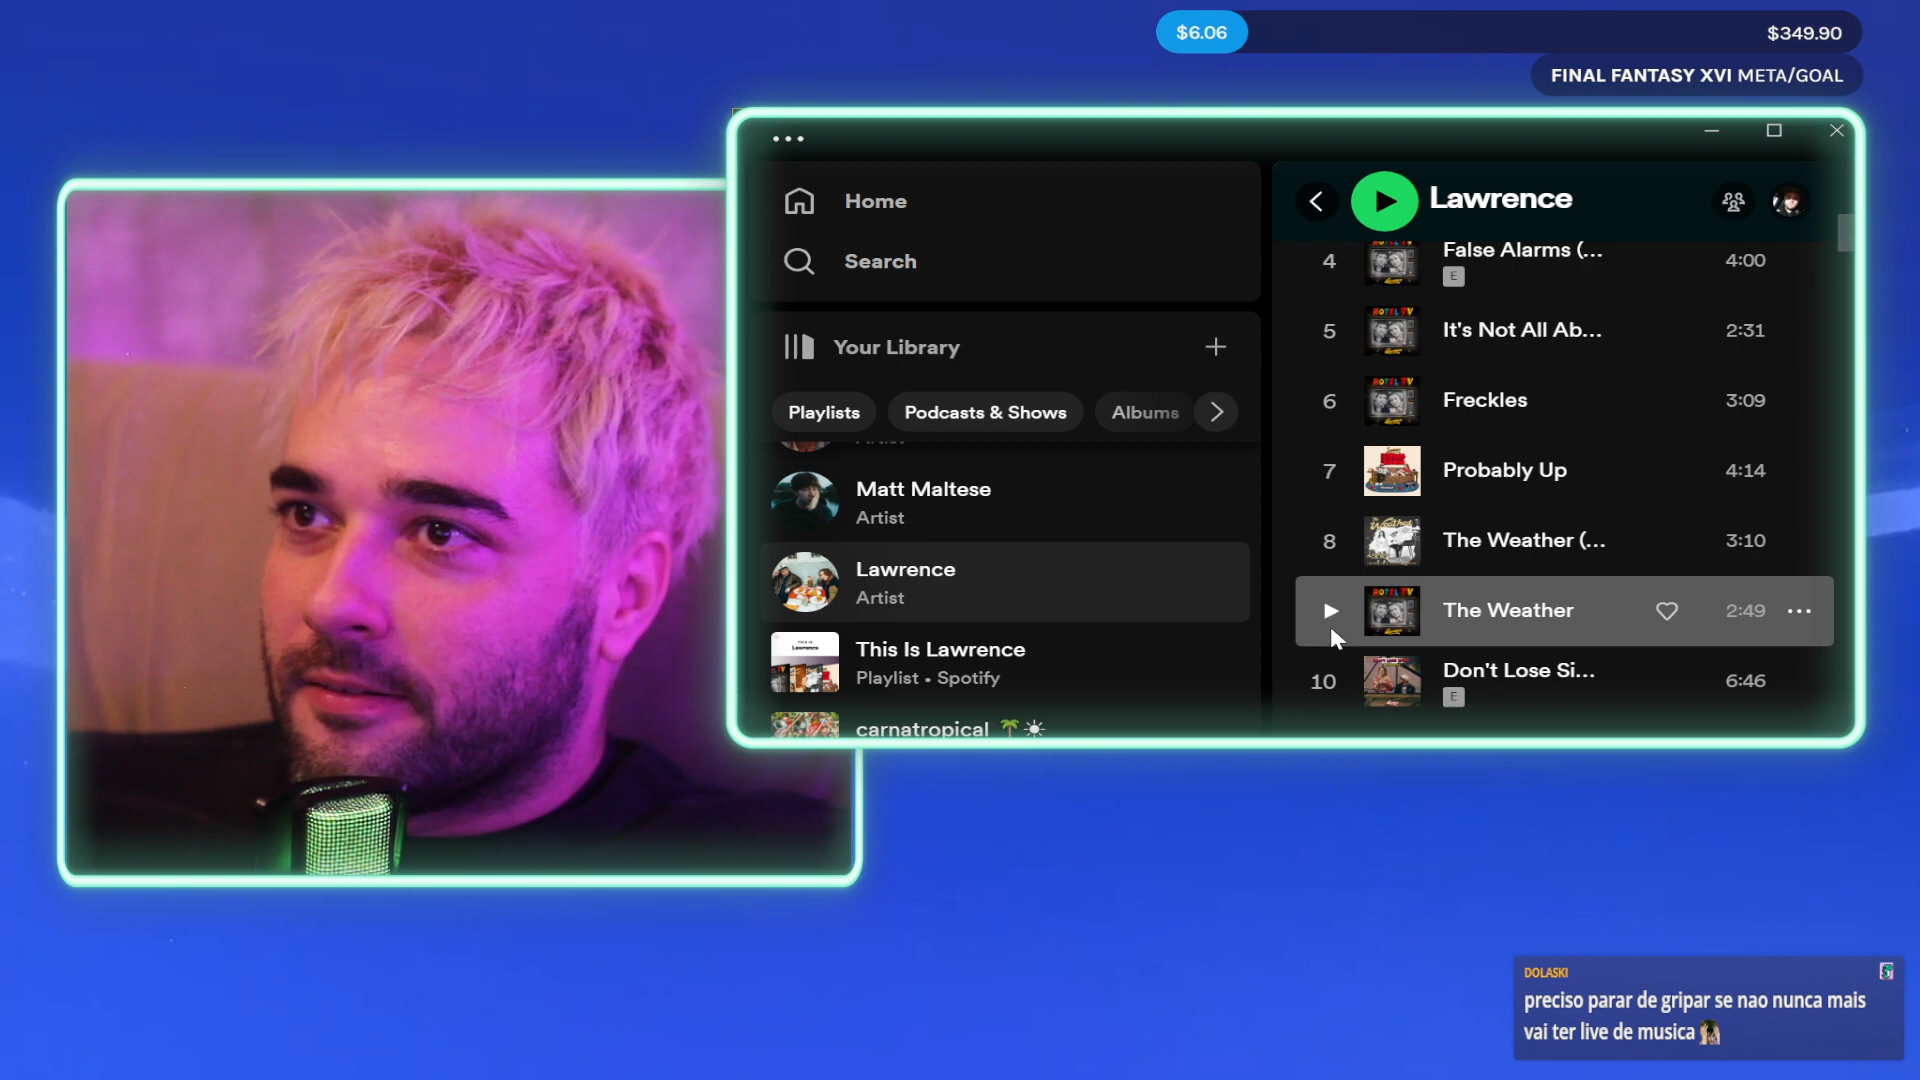 $6.06
$349.90
FINAL FANTASY XVI META/GOAL
Home
Search
Your Library
Playlists
Podcasts & Shows
Albums
Matt Maltese
Artist
Lawrence
Artist
This Is Lawrence
Playlist • Spotify
carnatropical 🌴☀
Lawrence
4
False Alarms (...
E
4:00
5
It's Not All Ab...
2:31
6
Freckles
3:09
7
Probably Up
4:14
8
The Weather (...
3:10
The Weather
2:49
10
Don't Lose Si...
E
6:46
DOLASKI
preciso parar de gripar se nao nunca mais
vai ter live de musica